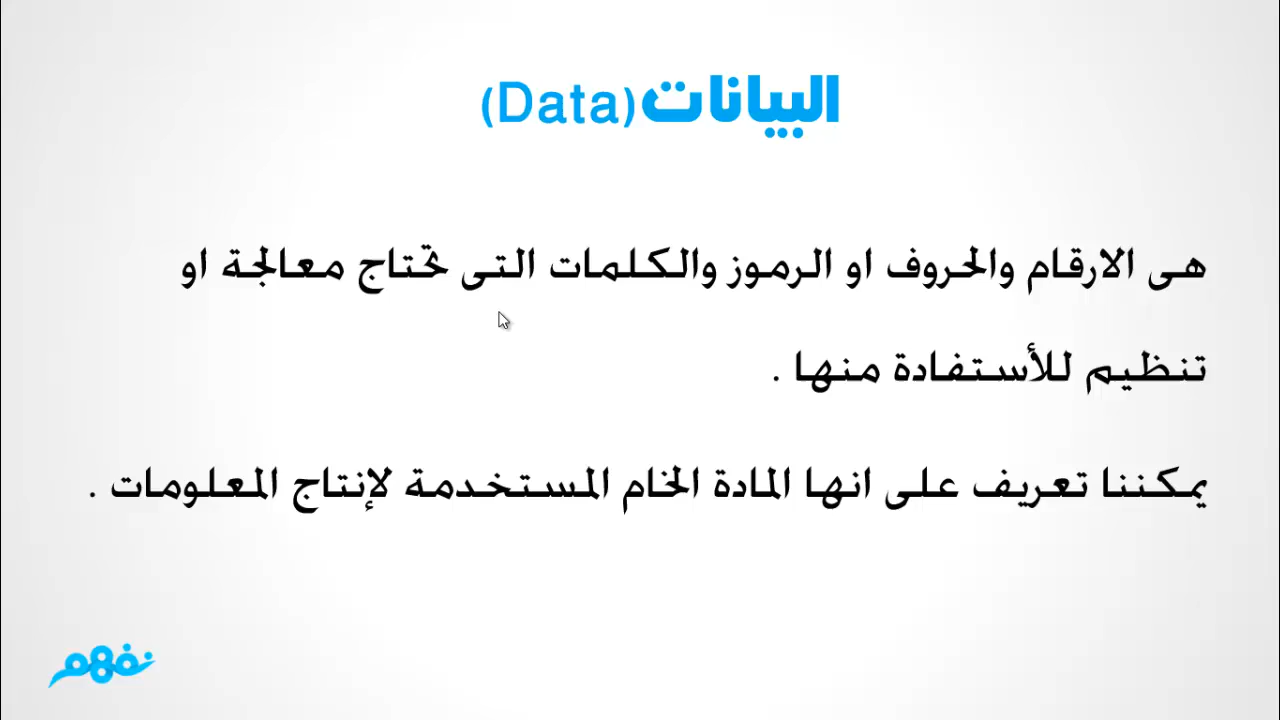 البيانات(Data)
هى الارقام والحروف او الرموز والكلمات التى تحتاج معالجة او
تنظيم للأستفادة منها .
يمكننا تعريف على انها المادة الخام المستخدمة لإنتاج المعلومات .
نفهم